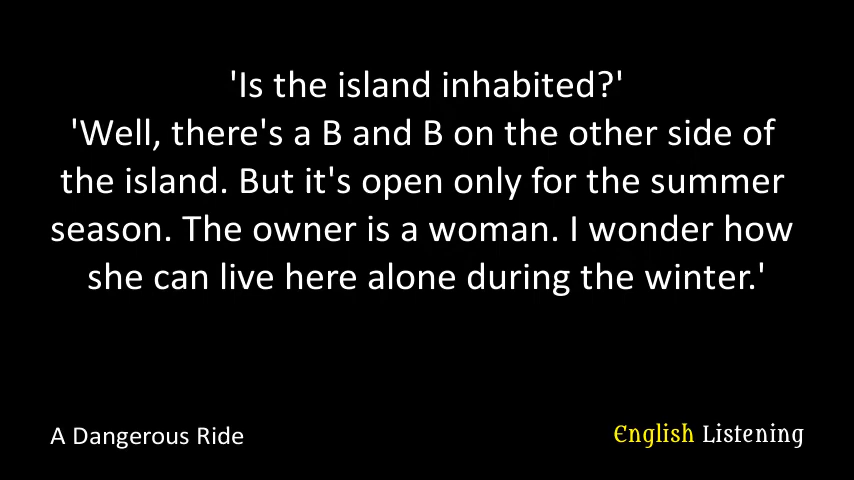 'Is the island inhabited?'
'Well, there's a B and B on the other side of
the island. But it's open only for the summer
season. The owner is a woman. I wonder how
she can live here alone during the winter.'
A Dangerous Ride
English Listening